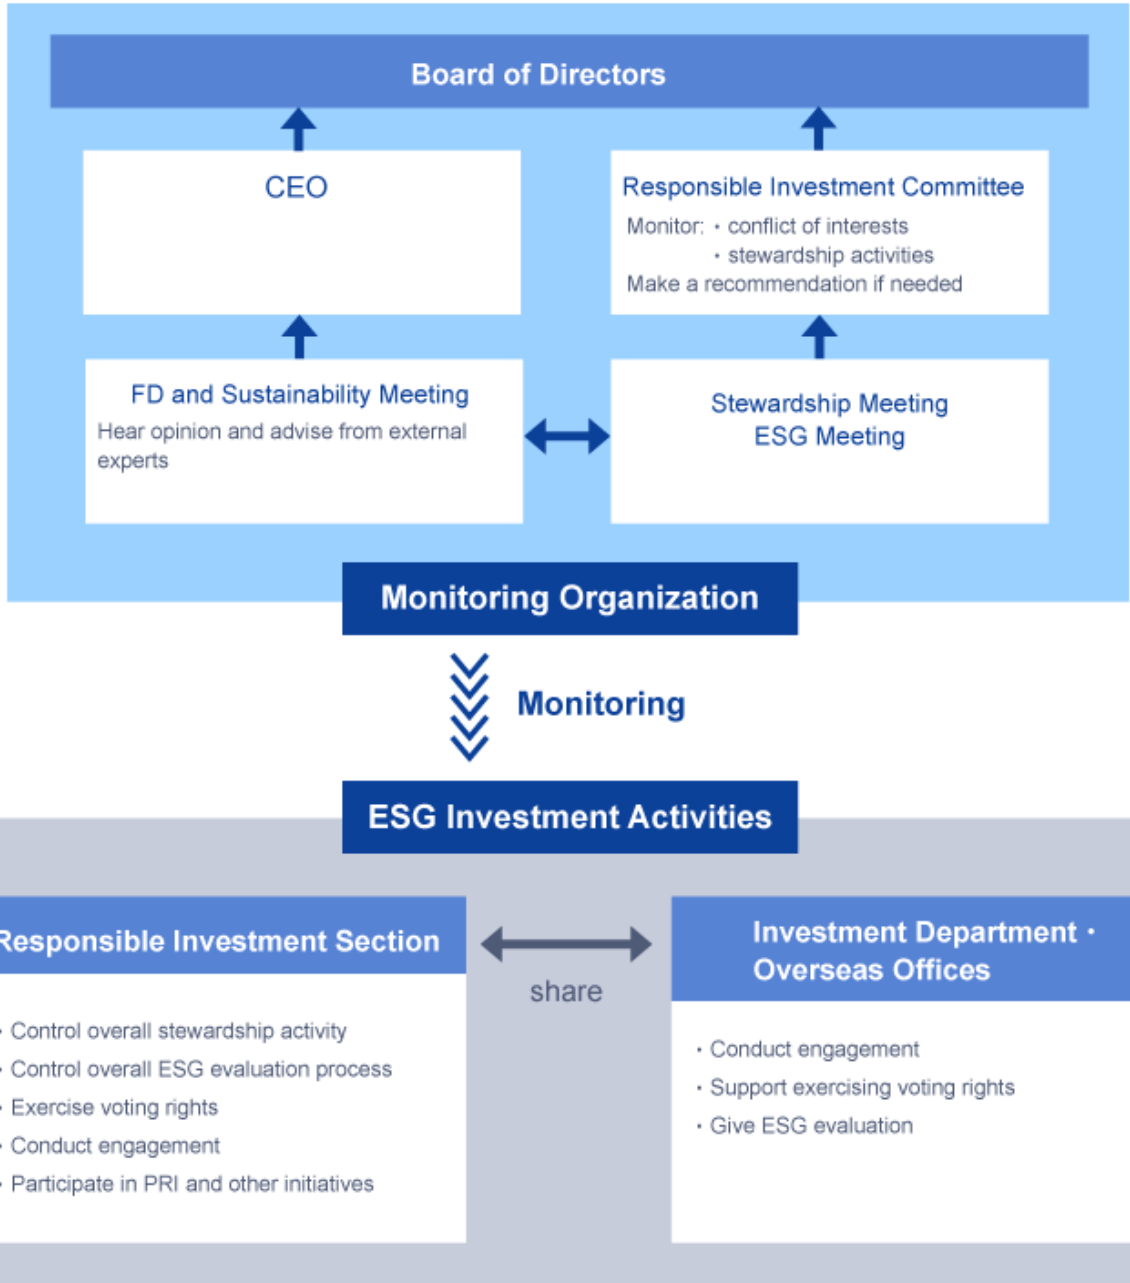 Board of Directors
CEO
Responsible Investment Committee
Monitor: ・ conflict of interests
・ stewardship activities
Make a recommendation if needed
FD and Sustainability Meeting
Hear opinion and advise from external
experts
Stewardship Meeting
ESG Meeting
Monitoring Organization
Monitoring
ESG Investment Activities
Responsible Investment Section
・ Control overall stewardship activity
・ Control overall ESG evaluation process
・ Exercise voting rights
・ Conduct engagement
・ Participate in PRI and other initiatives
share
Investment Department・
Overseas Offices
・ Conduct engagement
・ Support exercising voting rights
・ Give ESG evaluation